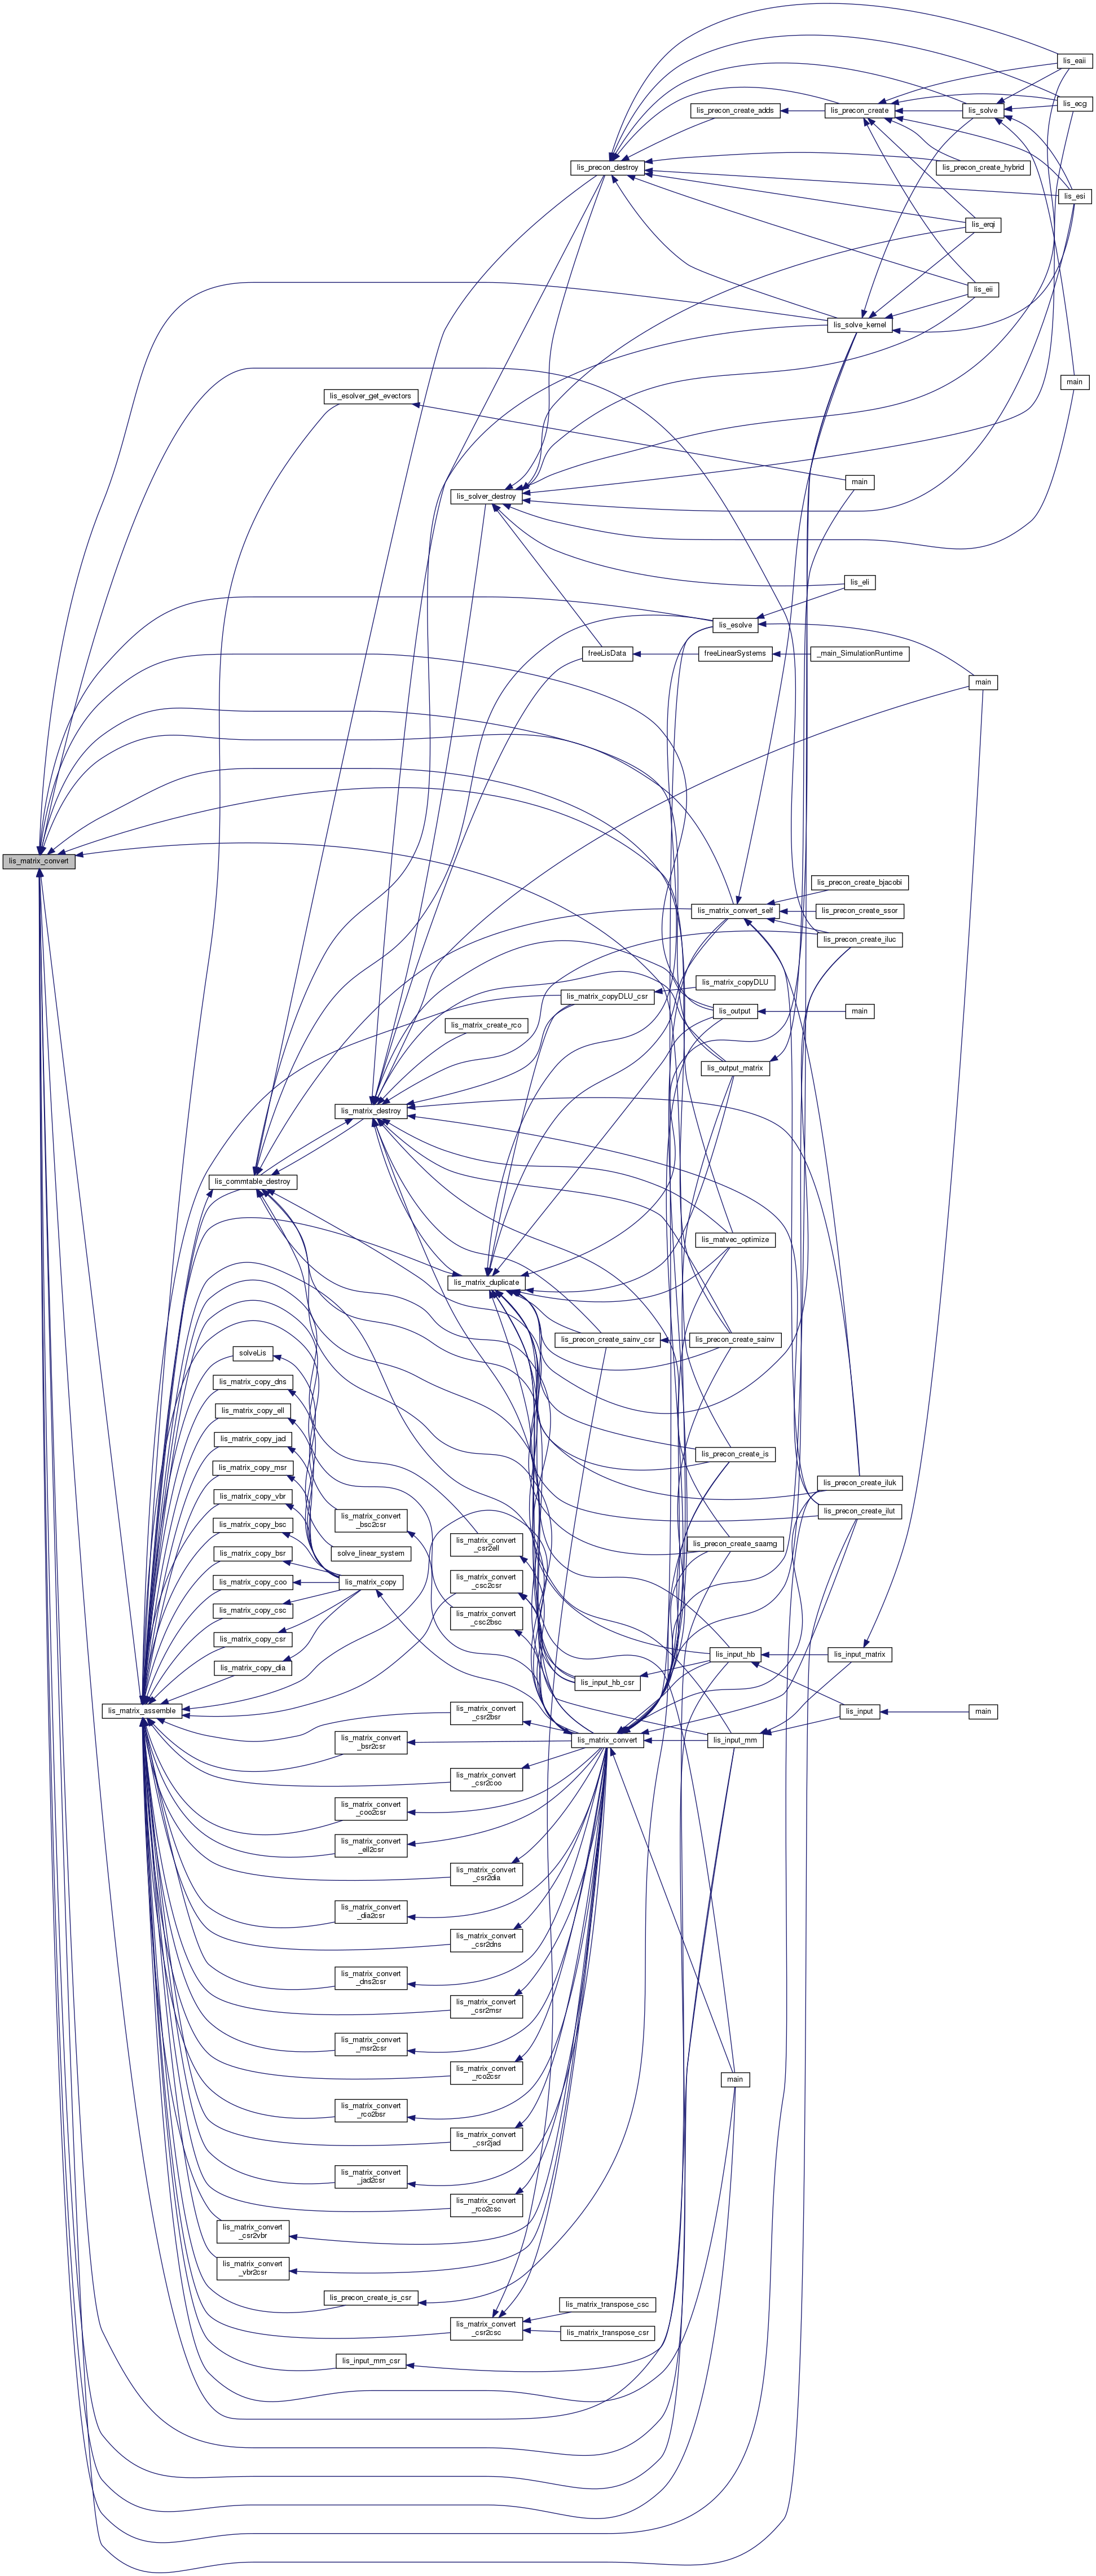 lis_eaii
lis_ecg
lis_precon_create_adds
lis_precon_create
lis_solve
lis_precon_destroy
lis_precon_create_hybrid
lis_esi
lis_erqi
lis_eii
lis_solve_kernel
main
lis_esolver_get_evectors
main
lis_solver_destroy
lis_eli
lis_esolve
freeLisData
freeLinearSystems
_main_SimulationRuntime
main
lis_matrix_convert
lis_precon_create_bjacobi
lis_matrix_convert_self
lis_precon_create_ssor
lis_precon_create_iluc
lis_matrix_copyDLU
lis_matrix_copyDLU_csr
lis_output
main
lis_matrix_create_rco
lis_output_matrix
lis_matrix_destroy
lis_commtable_destroy
lis_matvec_optimize
lis_matrix_duplicate
lis_precon_create_sainv_csr
lis_precon_create_sainv
solveLis
lis_matrix_copy_dns
lis_matrix_copy_ell
lis_matrix_copy_jad
lis_precon_create_is
lis_matrix_copy_msr
lis_precon_create_iluk
lis_matrix_copy_vbr
lis_precon_create_ilut
lis_matrix_convert
_bsc2csr
lis_matrix_copy_bsc
lis_matrix_convert
_csr2ell
lis_precon_create_saamg
lis_matrix_copy_bsr
solve_linear_system
lis_matrix_copy_coo
lis_matrix_copy
lis_matrix_convert
_csc2csr
lis_matrix_copy_csc
lis_matrix_convert
_csc2bsc
lis_matrix_copy_csr
lis_input_hb
lis_input_matrix
lis_matrix_copy_dia
lis_input_hb_csr
lis_matrix_assemble
lis_matrix_convert
_csr2bsr
lis_input
main
lis_matrix_convert
_bsr2csr
lis_matrix_convert
lis_input_mm
lis_matrix_convert
_csr2coo
lis_matrix_convert
_coo2csr
lis_matrix_convert
_ell2csr
lis_matrix_convert
_csr2dia
lis_matrix_convert
_dia2csr
lis_matrix_convert
_csr2dns
lis_matrix_convert
_dns2csr
lis_matrix_convert
_csr2msr
lis_matrix_convert
_msr2csr
lis_matrix_convert
_rco2csr
main
lis_matrix_convert
_rco2bsr
lis_matrix_convert
_csr2jad
lis_matrix_convert
_jad2csr
lis_matrix_convert
_rco2csc
lis_matrix_convert
_csr2vbr
lis_matrix_convert
_vbr2csr
lis_precon_create_is_csr
lis_matrix_transpose_csc
lis_matrix_convert
_csr2csc
lis_matrix_transpose_csr
lis_input_mm_csr